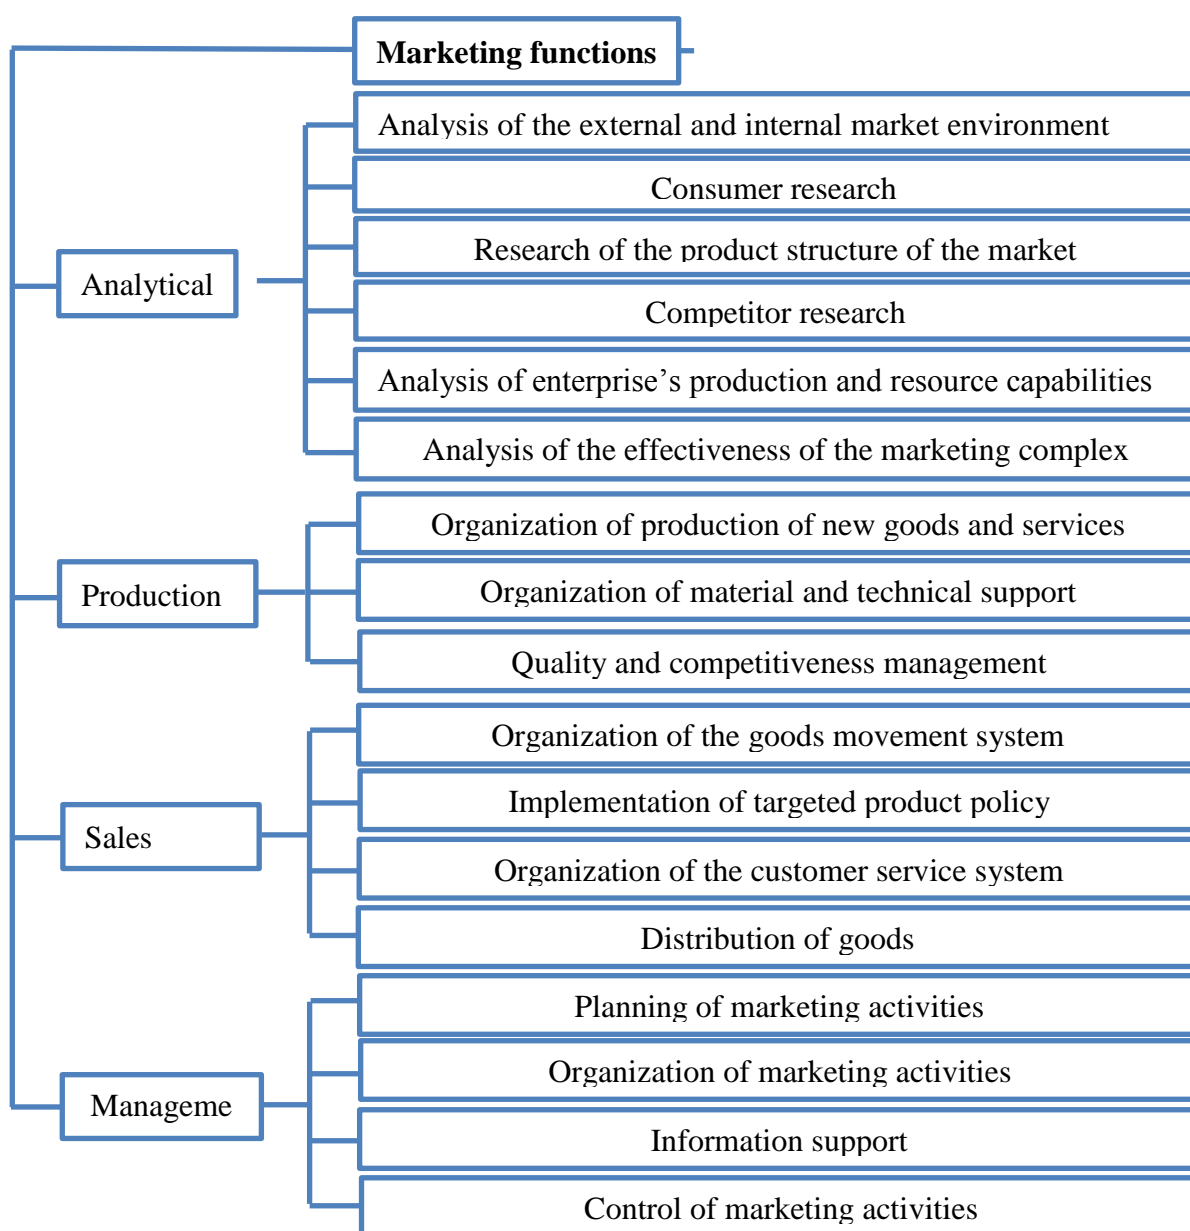 Marketing functions
Analytical
Analysis of the external and internal market environment
Consumer research
Research of the product structure of the market
Competitor research
Analysis of enterprise’s production and resource capabilities
Analysis of the effectiveness of the marketing complex
Production
Organization of production of new goods and services
Organization of material and technical support
Quality and competitiveness management
Sales
Organization of the goods movement system
Implementation of targeted product policy
Organization of the customer service system
Distribution of goods
Manageme
Planning of marketing activities
Organization of marketing activities
Information support
Control of marketing activities